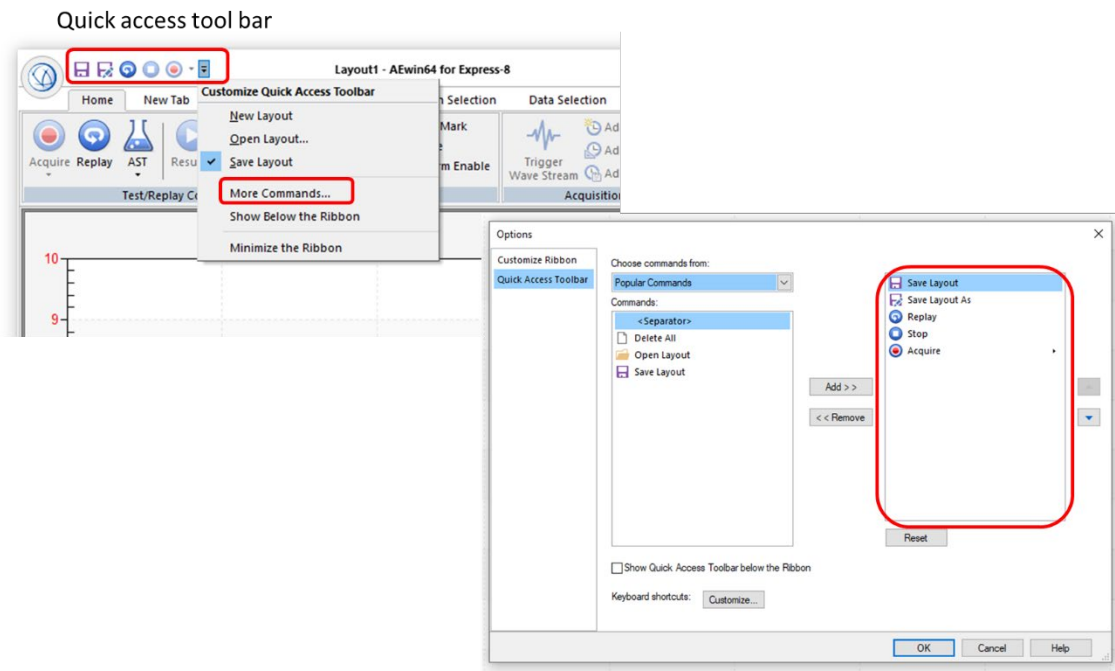 Quick access tool bar
Layout1 - AEwin64 for Express-8
Home New Tab Selection Data Selection
Customize Quick Access Toolbar
New Layout
Open Layout...
Save Layout
More Commands...
Show Below the Ribbon
Minimize the Ribbon
Acquire Replay AST
Mark
Enable
Trigger
Wave Stream
Test/Replay
10
9
Options
Customize Ribbon
Quick Access Toolbar
Choose commands from:
Popular Commands
Commands:
<Separator>
Delete All
Open Layout
Save Layout
Add >>
<< Remove
Save Layout
Save Layout As
Replay
Stop
Acquire
Reset
Show Quick Access Toolbar below the Ribbon
Keyboard shortcuts: Customize...
OK Cancel Help